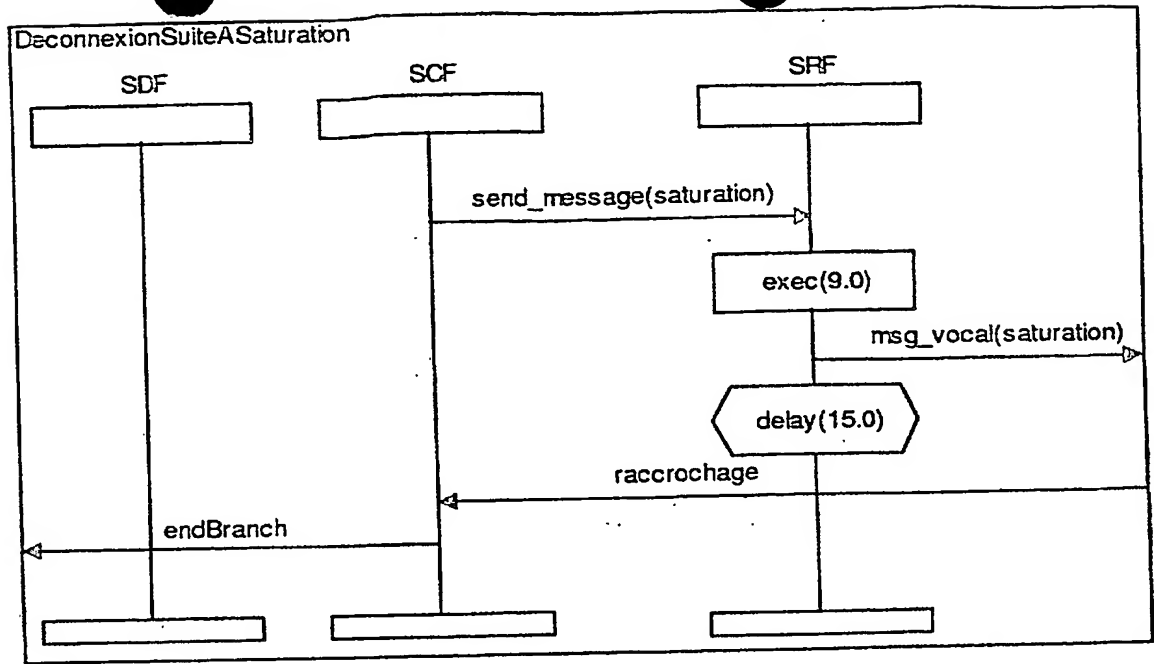 DeconnexionSuiteASaturation
SDF
SCF
SRF
send_message(saturation)
exec(9.0)
msg_vocal(saturation)
delay(15.0)
raccrochage
endBranch